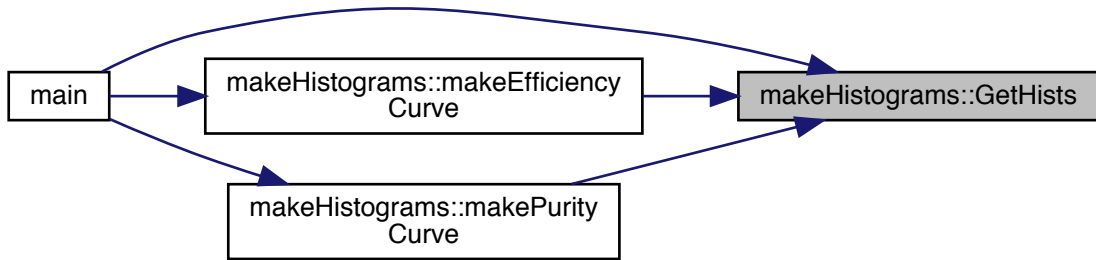 main
makeHistograms::makeEfficiency
Curve
makeHistograms::GetHists
makeHistograms::makePurity
Curve